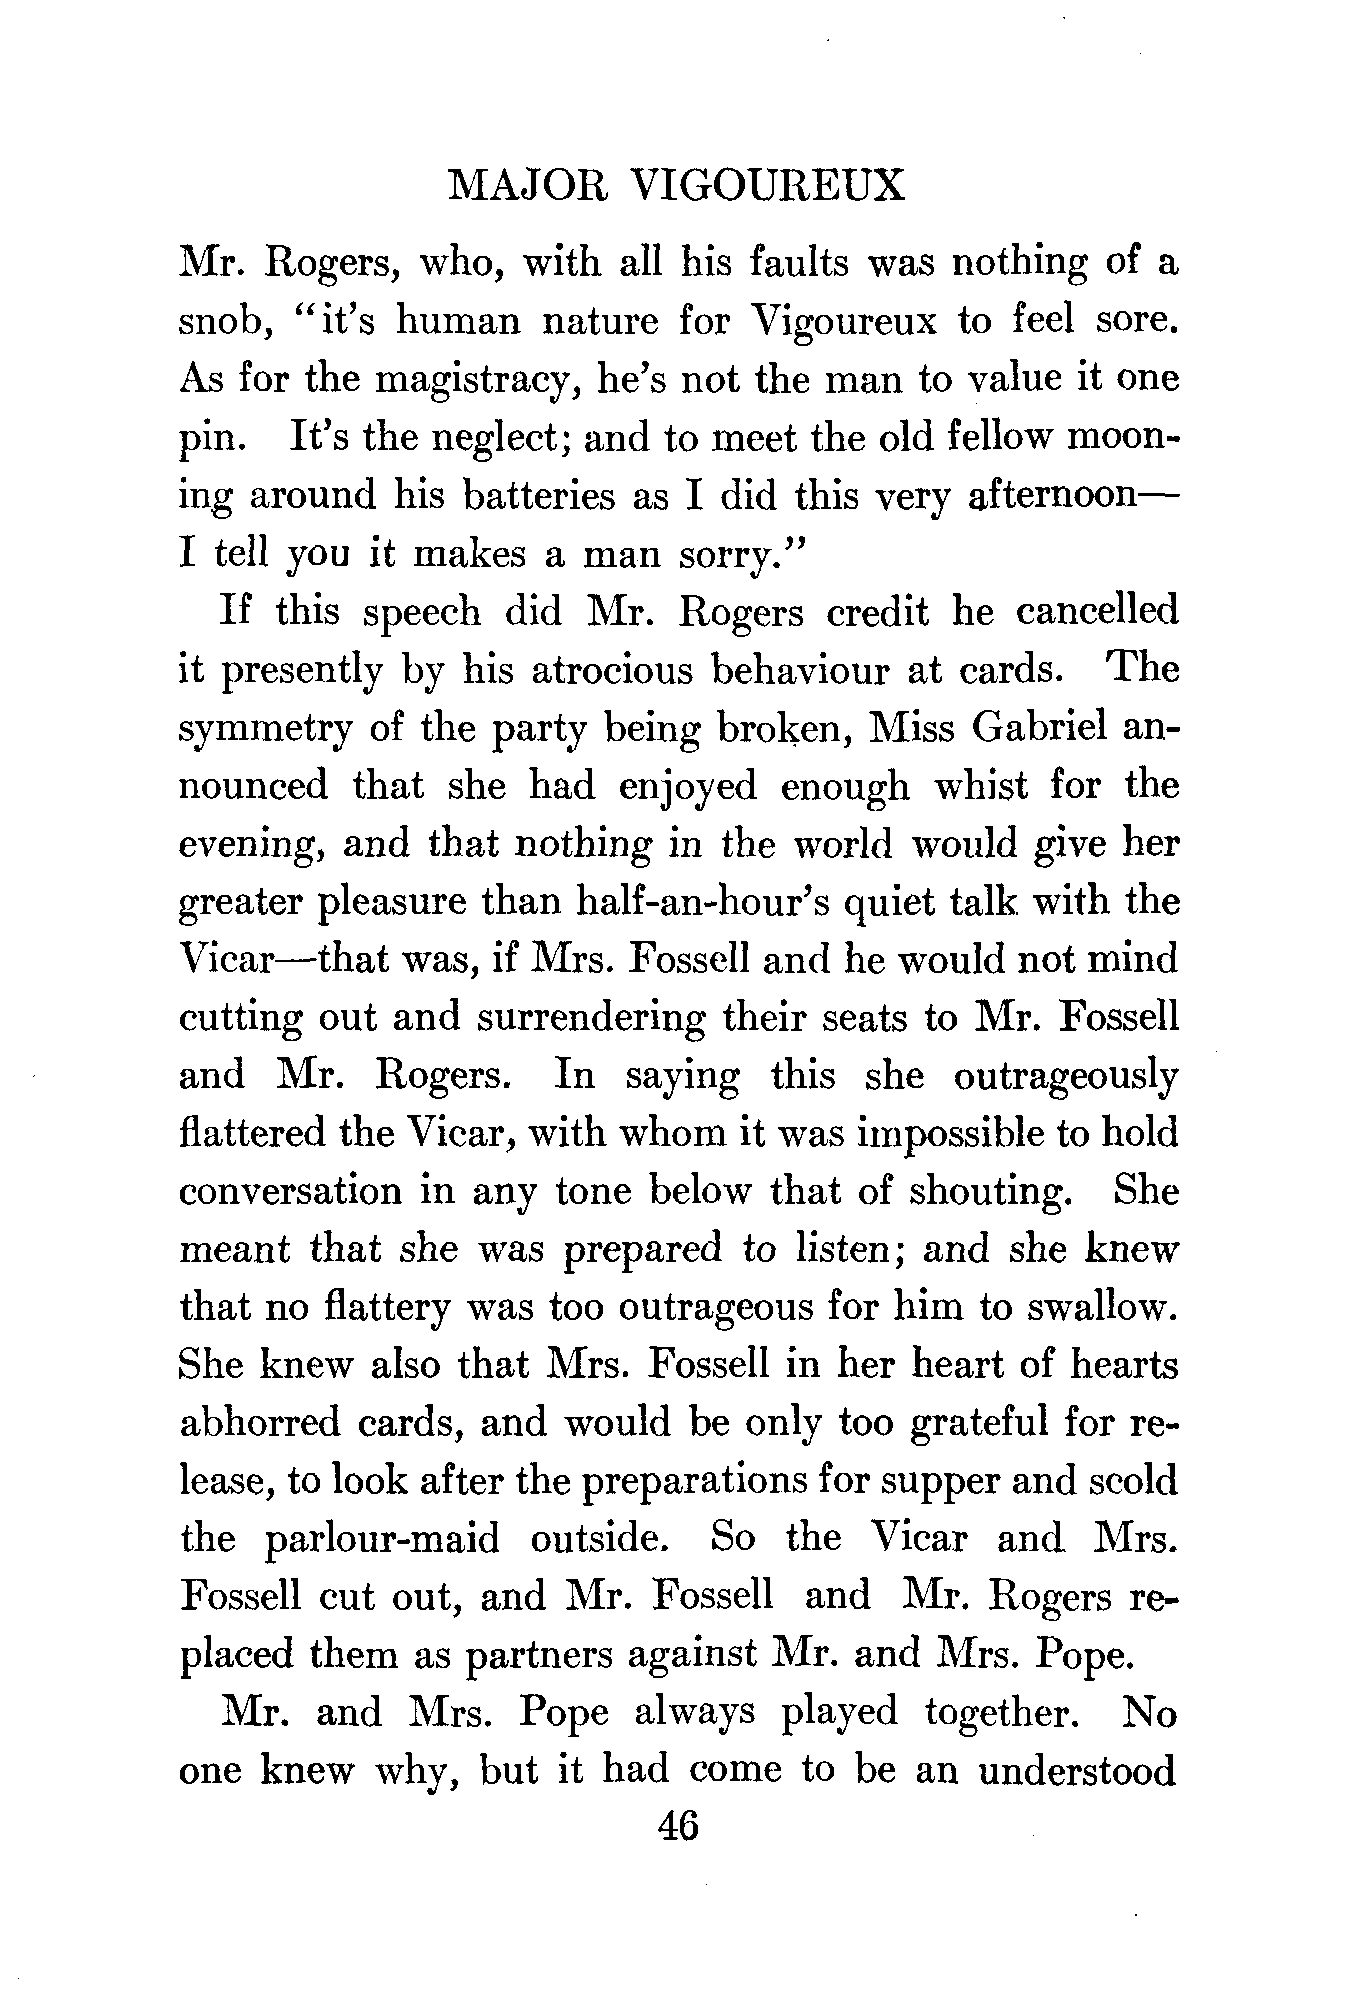 MAJOR VIGOUREUX
Mr. Rogers, who, with all his faults was nothing of a
snob, "it's human nature for Vigoureux to feel sore.
As for the magistracy, he's not the man to value it one
pin. It's the neglect; and to meet the old fellow moon-
ing around his batteries as I did this very afternoon—
I tell you it makes a man sorry."
If this speech did Mr. Rogers credit he cancelled
it presently by his atrocious behaviour at cards. The
symmetry of the party being broken, Miss Gabriel an-
nounced that she had enjoyed enough whist for the
evening, and that nothing in the world would give her
greater pleasure than half-an-hour's quiet talk with the
Vicar—that was, if Mrs. Fossell and he would not mind
cutting out and surrendering their seats to Mr. Fossell
and Mr. Rogers. In saying this she outrageously
flattered the Vicar, with whom it was impossible to hold
conversation in any tone below that of shouting. She
meant that she was prepared to listen; and she knew
that no flattery was too outrageous for him to swallow.
She knew also that Mrs. Fossell in her heart of hearts
abhorred cards, and would be only too grateful for re-
lease, to look after the preparations for supper and scold
the parlour-maid outside. So the Vicar and Mrs.
Fossell cut out, and Mr. Fossell and Mr. Rogers re-
placed them as partners against Mr. and Mrs. Pope.
Mr. and Mrs. Pope always played together. No
one knew why, but it had come to be an understood
46